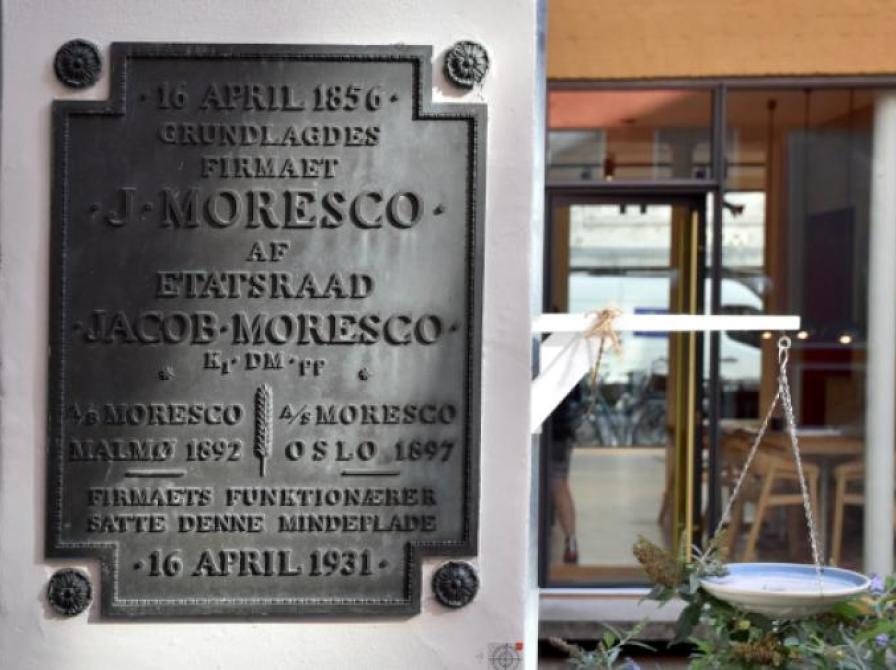 · 16 APRIL 1856 ·
GRUNDLAGDES
FIRMAET
· J · MORESCO ·
AF
ETATSRAAD
· JACOB · MORESCO ·
K₁ · DM · pp
A/S MORESCO A/S MORESCO
MALMØ 1892 OSLO 1897
FIRMAETS FUNKTIONÆRER
SATTE DENNE MINDEPLADE
· 16 APRIL 1931 ·